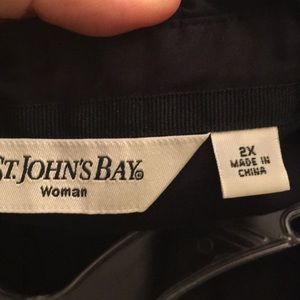 ST. JOHN'S BAY®
Woman
2X
MADE IN
CHINA